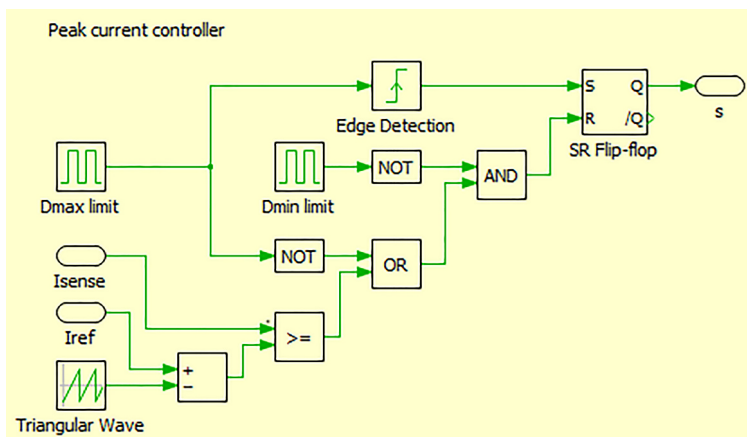 Peak current controller
Edge Detection
S Q
R /Q
SR Flip-flop
s
Dmax limit
Dmin limit
NOT
AND
NOT
OR
Isense
Iref
>=
+
−
Triangular Wave